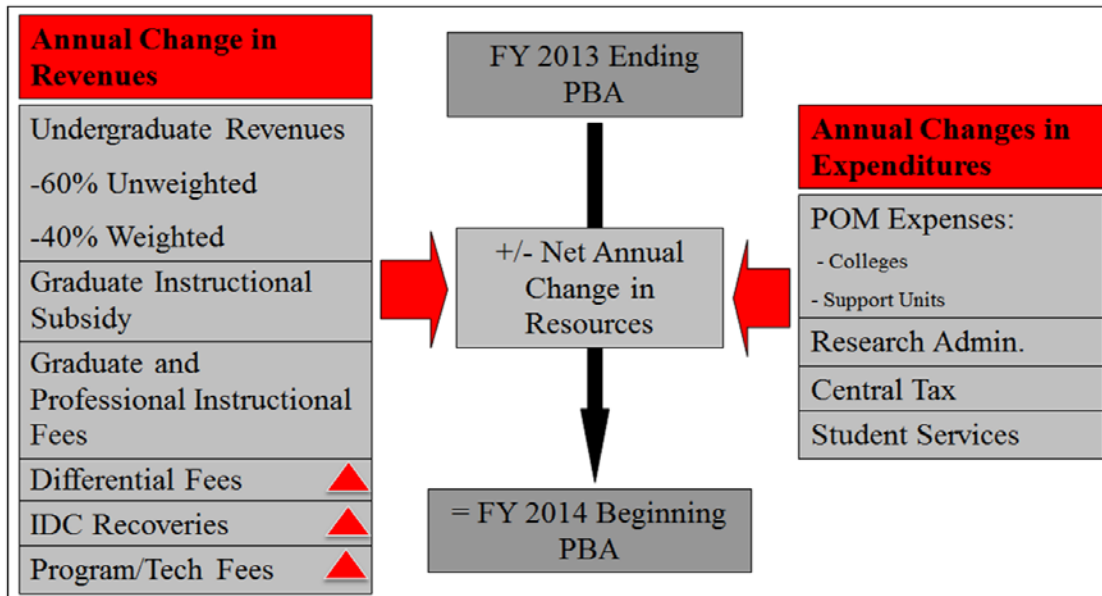 Annual Change in
Revenues
Undergraduate Revenues
-60% Unweighted
-40% Weighted
Graduate Instructional
Subsidy
Graduate and
Professional Instructional
Fees
Differential Fees
IDC Recoveries
Program/Tech Fees
FY 2013 Ending
PBA
+/- Net Annual
Change in
Resources
= FY 2014 Beginning
PBA
Annual Changes in
Expenditures
POM Expenses:
- Colleges
- Support Units
Research Admin.
Central Tax
Student Services